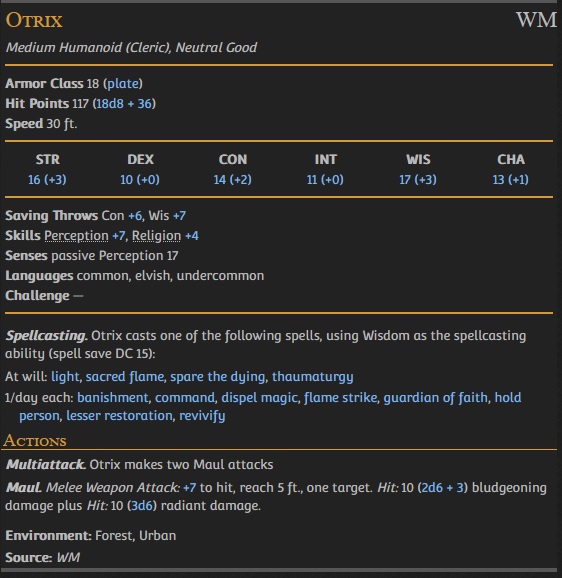 Otrix WM
Medium Humanoid (Cleric), Neutral Good
Armor Class 18 (plate)
Hit Points 117 (18d8 + 36)
Speed 30 ft.
STR DEX CON INT WIS CHA
16 (+3) 10 (+0) 14 (+2) 11 (+0) 17 (+3) 13 (+1)
Saving Throws Con +6, Wis +7
Skills Perception +7, Religion +4
Senses passive Perception 17
Languages common, elvish, undercommon
Challenge —
Spellcasting. Otrix casts one of the following spells, using Wisdom as the spellcasting
ability (spell save DC 15):
At will: light, sacred flame, spare the dying, thaumaturgy
1/day each: banishment, command, dispel magic, flame strike, guardian of faith, hold
person, lesser restoration, revivify
Actions
Multiattack. Otrix makes two Maul attacks
Maul. Melee Weapon Attack: +7 to hit, reach 5 ft., one target. Hit: 10 (2d6 + 3) bludgeoning
damage plus Hit: 10 (3d6) radiant damage.
Environment: Forest, Urban
Source: WM